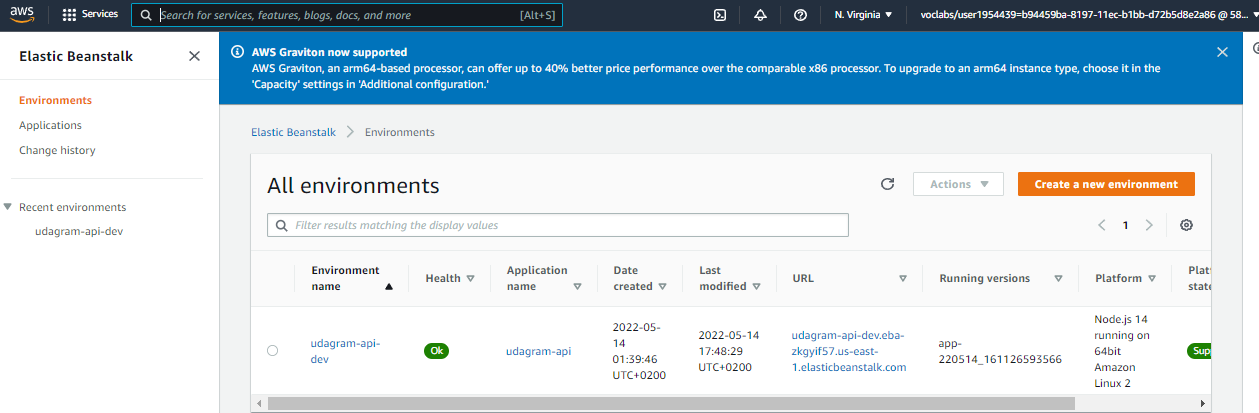 aws
Services
Search for services, features, blogs, docs, and more
[Alt+S]
N. Virginia
voclabs/user1954439=b94459ba-8197-11ec-b1bb-d72b5d8e2a86 @ 58...
Elastic Beanstalk
Environments
Applications
Change history
Recent environments
udagram-api-dev
AWS Graviton now supported
AWS Graviton, an arm64-based processor, can offer up to 40% better price performance over the comparable x86 processor. To upgrade to an arm64 instance type, choose it in the
'Capacity' settings in 'Additional configuration.'
Elastic Beanstalk
Environments
All environments
Actions
Create a new environment
Filter results matching the display values
1
Environment
name
Health
Application
name
Date
created
Last
modified
URL
Running versions
Platform
Plat
state
udagram-api-
dev
Ok
udagram-api
2022-05-
14
01:39:46
UTC+0200
2022-05-14
17:48:29
UTC+0200
udagram-api-dev.eba-
zkgyif57.us-east-
1.elasticbeanstalk.com
app-
220514_161126593566
Node.js 14
running on
64bit
Amazon
Linux 2
Supp